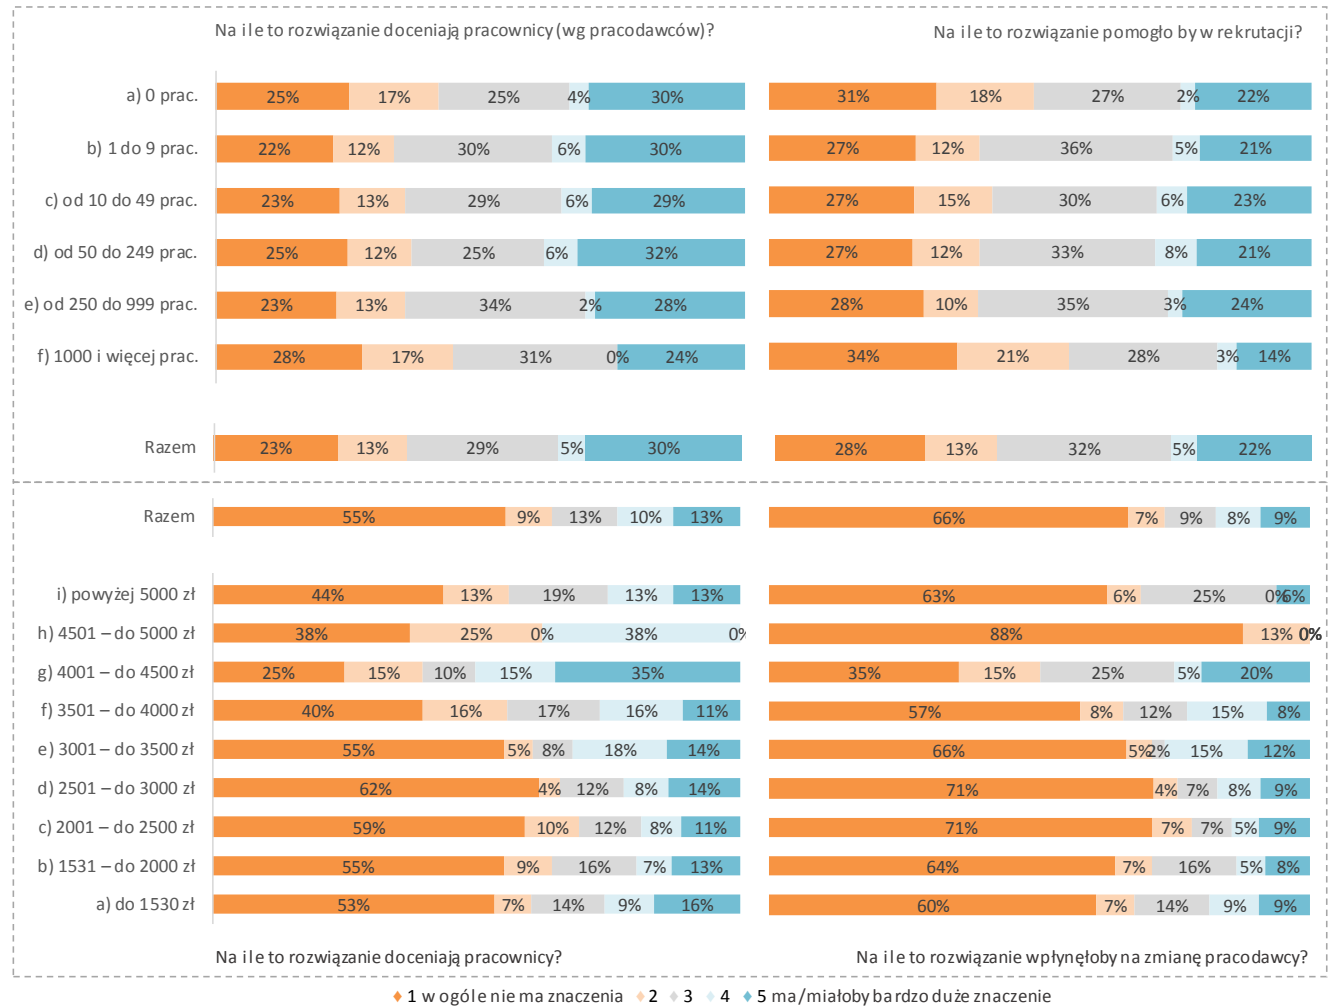 Na ile to rozwiązanie doceniają pracownicy (wg pracodawców)? Na ile to rozwiązanie pomogło by w rekrutacji?
a) 0 prac. 25% 17% 25% 4% 30% 31% 18% 27% 2% 22%
b) 1 do 9 prac. 22% 12% 30% 6% 30% 27% 12% 36% 5% 21%
c) od 10 do 49 prac. 23% 13% 29% 6% 29% 27% 15% 30% 6% 23%
d) od 50 do 249 prac. 25% 12% 25% 6% 32% 27% 12% 33% 8% 21%
e) od 250 do 999 prac. 23% 13% 34% 2% 28% 28% 10% 35% 3% 24%
f) 1000 i więcej prac. 28% 17% 31% 0% 24% 34% 21% 28% 3% 14%
Razem 23% 13% 29% 5% 30% 28% 13% 32% 5% 22%
Razem 55% 9% 13% 10% 13% 66% 7% 9% 8% 9%
i) powyżej 5000 zł 44% 13% 19% 13% 13% 63% 6% 25% 0% 6%
h) 4501 – do 5000 zł 38% 25% 0% 38% 0% 88% 13% 0%
g) 4001 – do 4500 zł 25% 15% 10% 15% 35% 35% 15% 25% 5% 20%
f) 3501 – do 4000 zł 40% 16% 17% 16% 11% 57% 8% 12% 15% 8%
e) 3001 – do 3500 zł 55% 5% 8% 18% 14% 66% 5% 2% 15% 12%
d) 2501 – do 3000 zł 62% 4% 12% 8% 14% 71% 4% 7% 8% 9%
c) 2001 – do 2500 zł 59% 10% 12% 8% 11% 71% 7% 7% 5% 9%
b) 1531 – do 2000 zł 55% 9% 16% 7% 13% 64% 7% 16% 5% 8%
a) do 1530 zł 53% 7% 14% 9% 16% 60% 7% 14% 9% 9%
Na ile to rozwiązanie doceniają pracownicy? Na ile to rozwiązanie wpłynęłoby na zmianę pracodawcy?
1 w ogóle nie ma znaczenia 2 3 4 5 ma/miałoby bardzo duże znaczenie